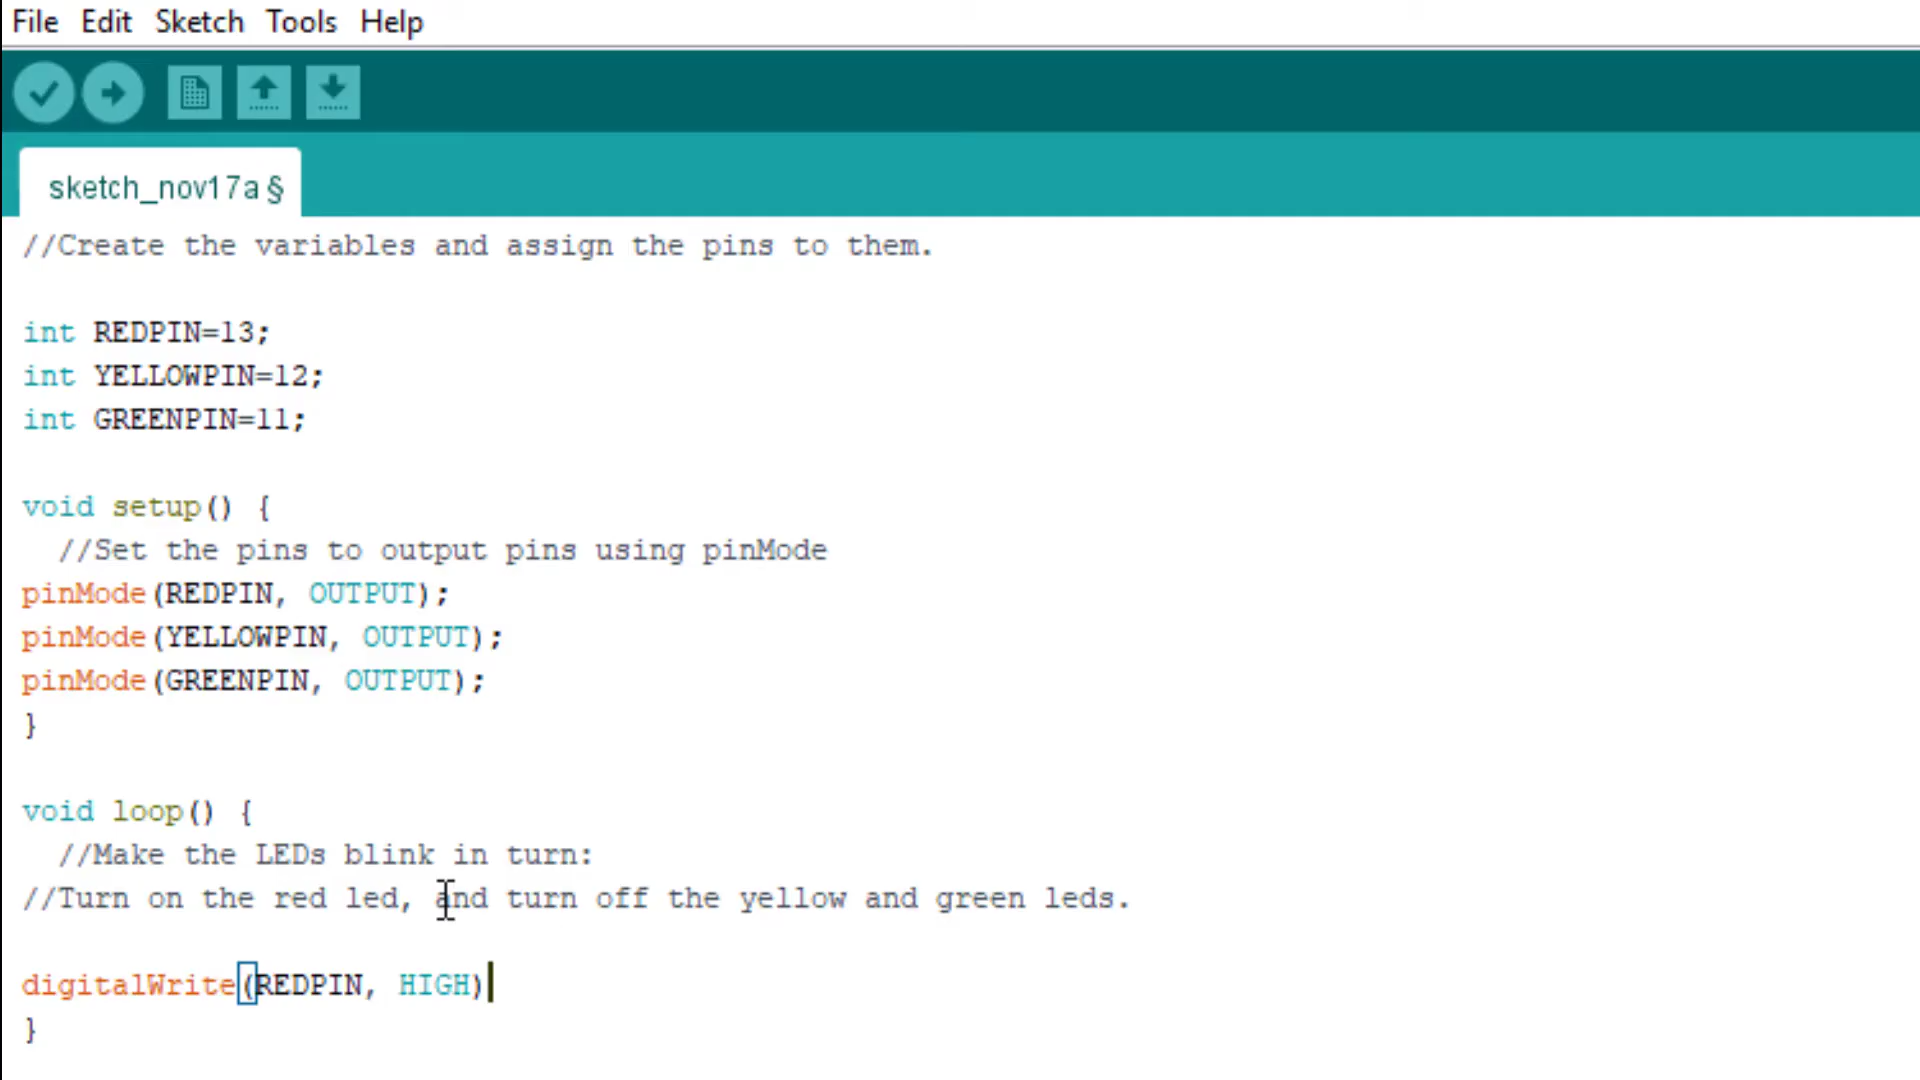 File Edit Sketch Tools Help
sketch_nov17a §
//Create the variables and assign the pins to them.
int REDPIN=13;
int YELLOWPIN=12;
int GREENPIN=11;
void setup() {
//Set the pins to output pins using pinMode
pinMode(REDPIN, OUTPUT);
pinMode(YELLOWPIN, OUTPUT);
pinMode(GREENPIN, OUTPUT);
}
void loop() {
//Make the LEDs blink in turn:
//Turn on the red led, and turn off the yellow and green leds.
digitalWrite(REDPIN, HIGH)
}